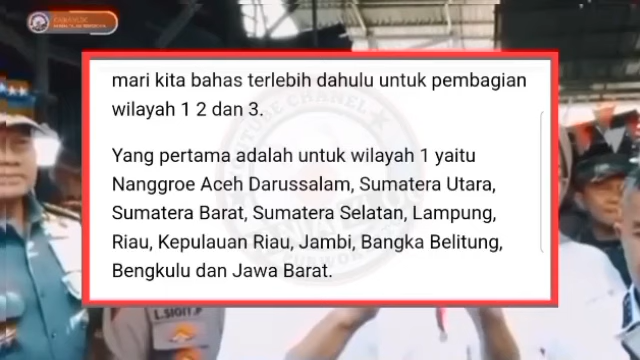 mari kita bahas terlebih dahulu untuk pembagian
wilayah 1 2 dan 3.
Yang pertama adalah untuk wilayah 1 yaitu
Nanggroe Aceh Darussalam, Sumatera Utara,
Sumatera Barat, Sumatera Selatan, Lampung,
Riau, Kepulauan Riau, Jambi, Bangka Belitung,
Bengkulu dan Jawa Barat.
L.SIGIT.P